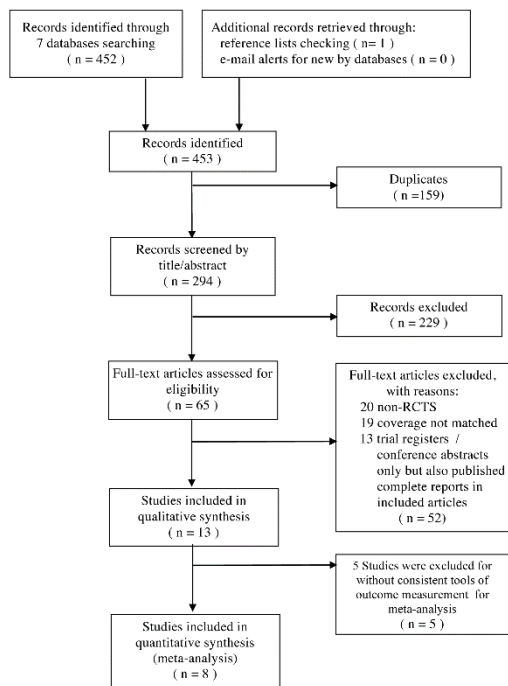 Records identified through
7 databases searching
( n = 452 )
Additional records retrieved through:
reference lists checking ( n= 1 )
e-mail alerts for new by databases ( n = 0 )
Records identified
( n = 453 )
Duplicates
( n =159)
Records screened by
title/abstract
( n = 294 )
Records excluded
( n = 229 )
Full-text articles assessed for
eligibility
( n = 65 )
Full-text articles excluded,
with reasons:
20 non-RCTS
19 coverage not matched
13 trial registers /
conference abstracts
only but also published
complete reports in
included articles
( n = 52 )
Studies included in
qualitative synthesis
( n = 13 )
5 Studies were excluded for
without consistent tools of
outcome measurement for
meta-analysis
( n = 5 )
Studies included in
quantitative synthesis
(meta-analysis)
( n = 8 )